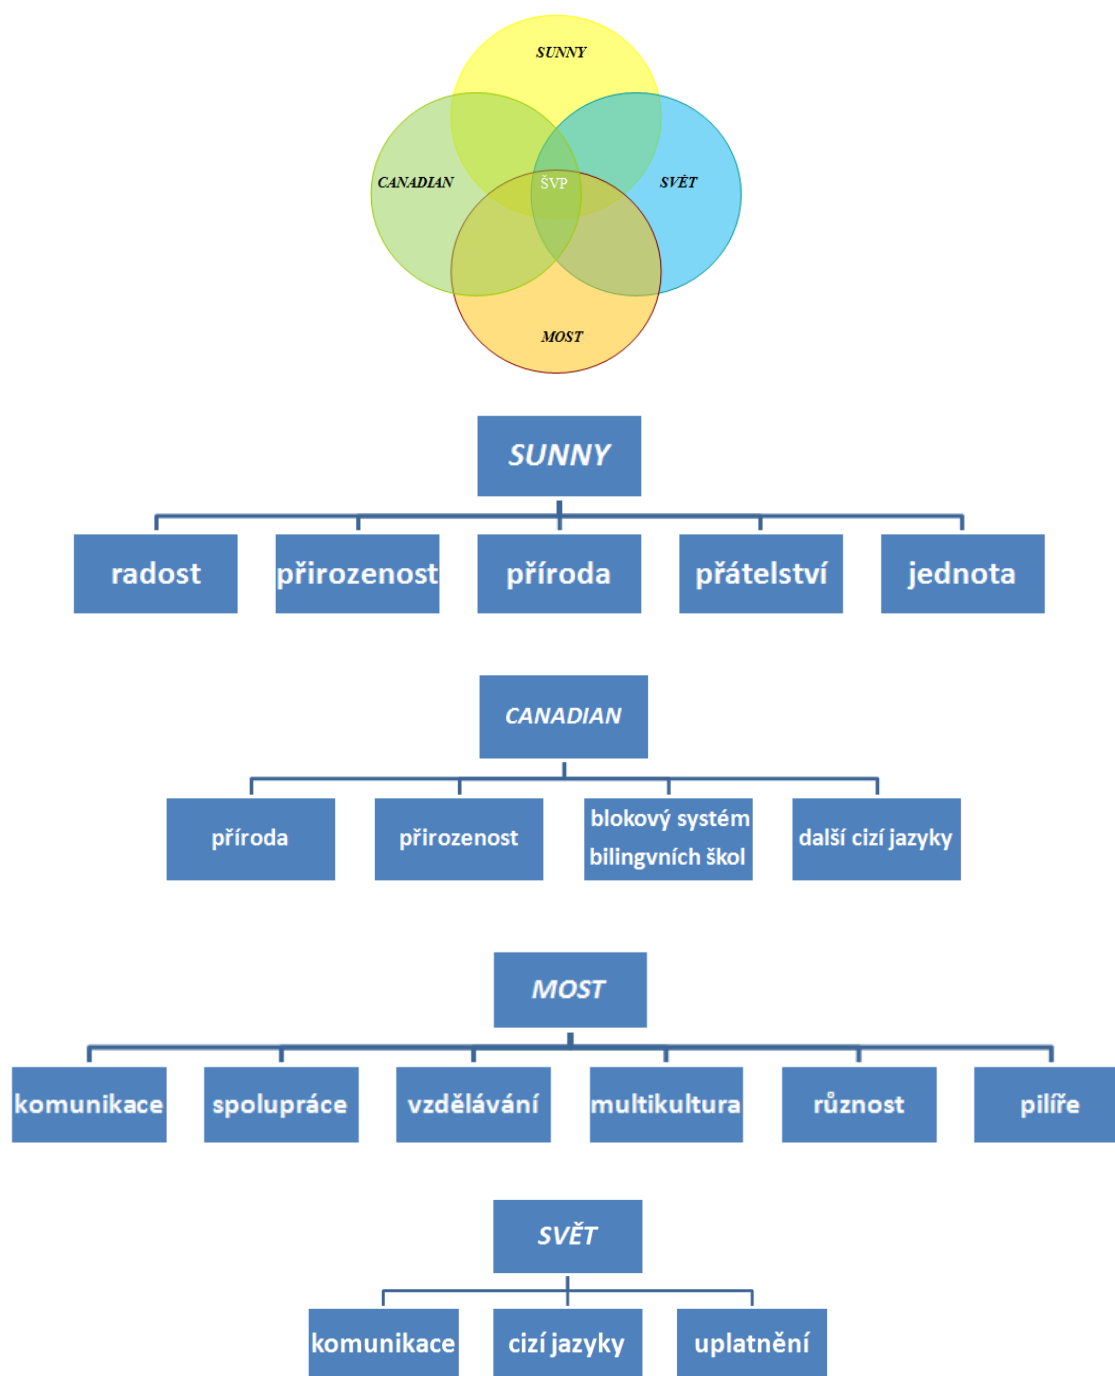 SUNNY
CANADIAN
ŠVP
SVĚT
MOST
SUNNY
radost
přirozenost
příroda
přátelství
jednota
CANADIAN
příroda
přirozenost
blokový systém
bilingvních škol
další cizí jazyky
MOST
komunikace
spolupráce
vzdělávání
multikultura
různost
pilíře
SVĚT
komunikace
cizí jazyky
uplatnění